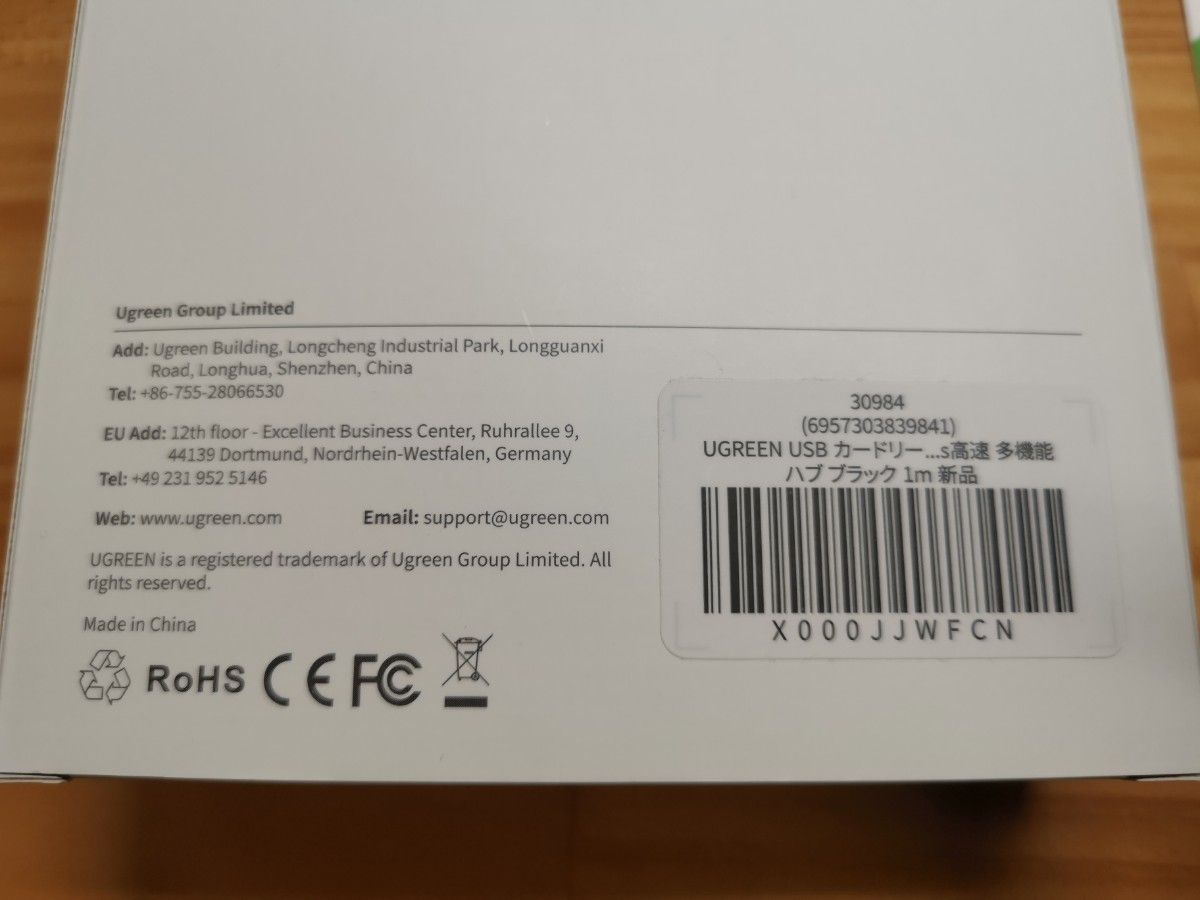 Ugreen Group Limited
Add: Ugreen Building, Longcheng Industrial Park, Longguanxi
Road, Longhua, Shenzhen, China
Tel: +86-755-28066530
EU Add: 12th floor - Excellent Business Center, Ruhrallee 9,
44139 Dortmund, Nordrhein-Westfalen, Germany
Tel: +49 231 952 5146
Web: www.ugreen.com Email: support@ugreen.com
UGREEN is a registered trademark of Ugreen Group Limited. All
rights reserved.
Made in China
RoHS CE FC
30984
(6957303839841)
UGREEN USB カードリー...s高速 多機能
ハブ ブラック 1m 新品
X000JJWFCN